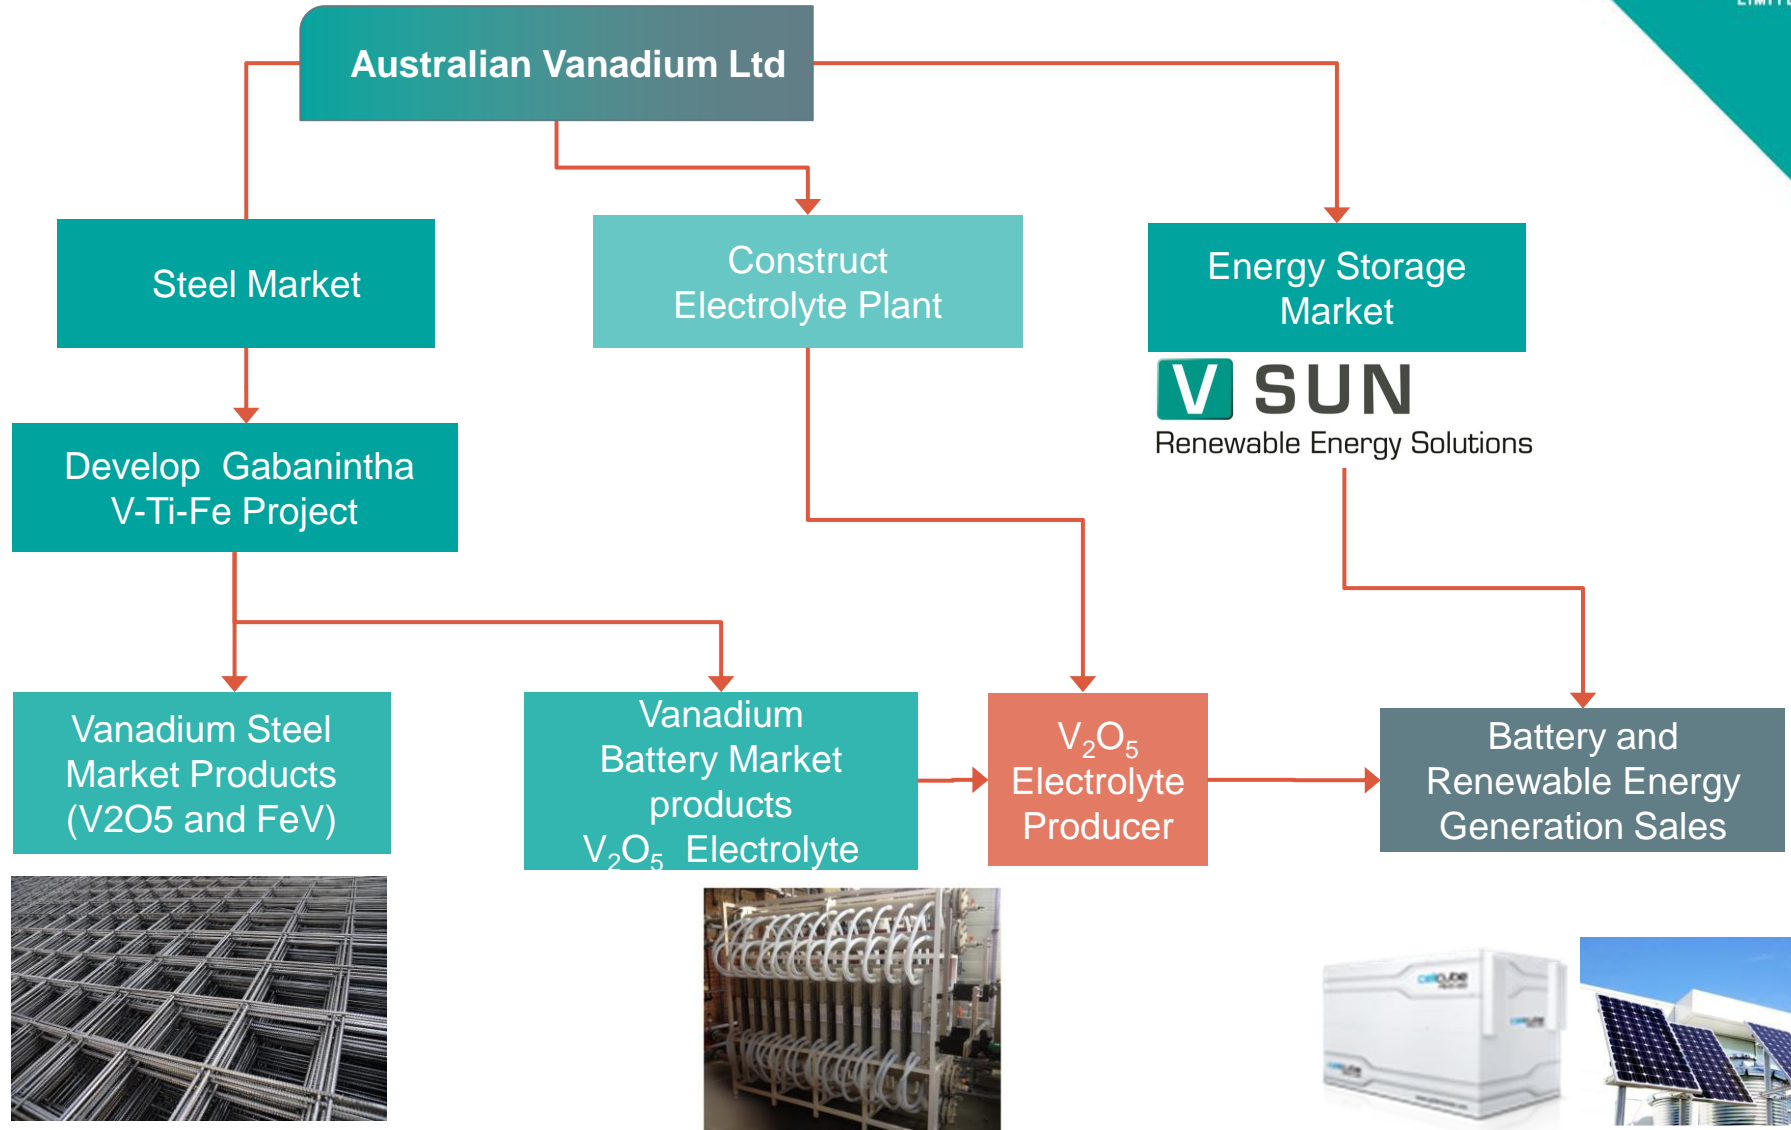 LIMITE
Australian Vanadium Ltd
Steel Market
Construct
Electrolyte Plant
Energy Storage
Market
V SUN
Renewable Energy Solutions
Develop Gabanintha
V-Ti-Fe Project
Vanadium Steel
Market Products
(V2O5 and FeV)
Vanadium
Battery Market
products
V₂O₅ Electrolyte
V₂O₅
Electrolyte
Producer
Battery and
Renewable Energy
Generation Sales
cellcube